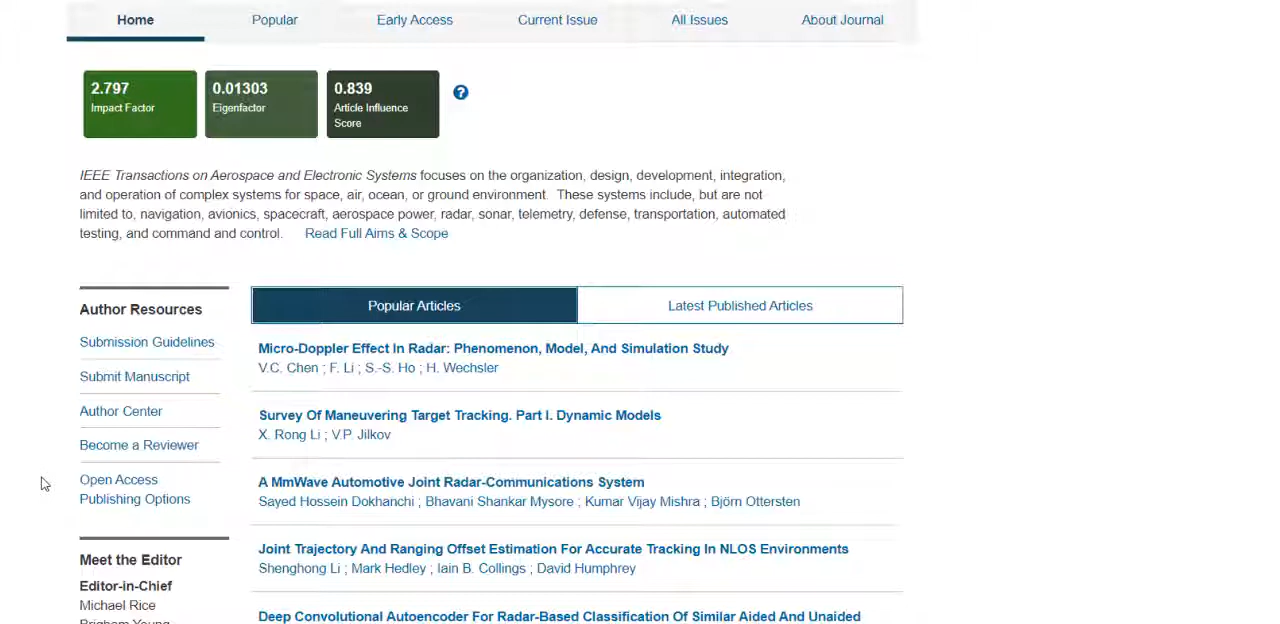 Home Popular Early Access Current Issue All Issues About Journal
2.797 0.01303 0.839
Impact Factor Eigenfactor Article Influence
Score
?
IEEE Transactions on Aerospace and Electronic Systems focuses on the organization, design, development, integration,
and operation of complex systems for space, air, ocean, or ground environment. These systems include, but are not
limited to, navigation, avionics, spacecraft, aerospace power, radar, sonar, telemetry, defense, transportation, automated
testing, and command and control. Read Full Aims & Scope
Author Resources
Submission Guidelines
Submit Manuscript
Author Center
Become a Reviewer
Open Access
Publishing Options
Meet the Editor
Editor-in-Chief
Michael Rice
Brigham Young
Popular Articles Latest Published Articles
Micro-Doppler Effect In Radar: Phenomenon, Model, And Simulation Study
V.C. Chen ; F. Li ; S.-S. Ho ; H. Wechsler
Survey Of Maneuvering Target Tracking. Part I. Dynamic Models
X. Rong Li ; V.P. Jilkov
A MmWave Automotive Joint Radar-Communications System
Sayed Hossein Dokhanchi ; Bhavani Shankar Mysore ; Kumar Vijay Mishra ; Björn Ottersten
Joint Trajectory And Ranging Offset Estimation For Accurate Tracking In NLOS Environments
Shenghong Li ; Mark Hedley ; Iain B. Collings ; David Humphrey
Deep Convolutional Autoencoder For Radar-Based Classification Of Similar Aided And Unaided